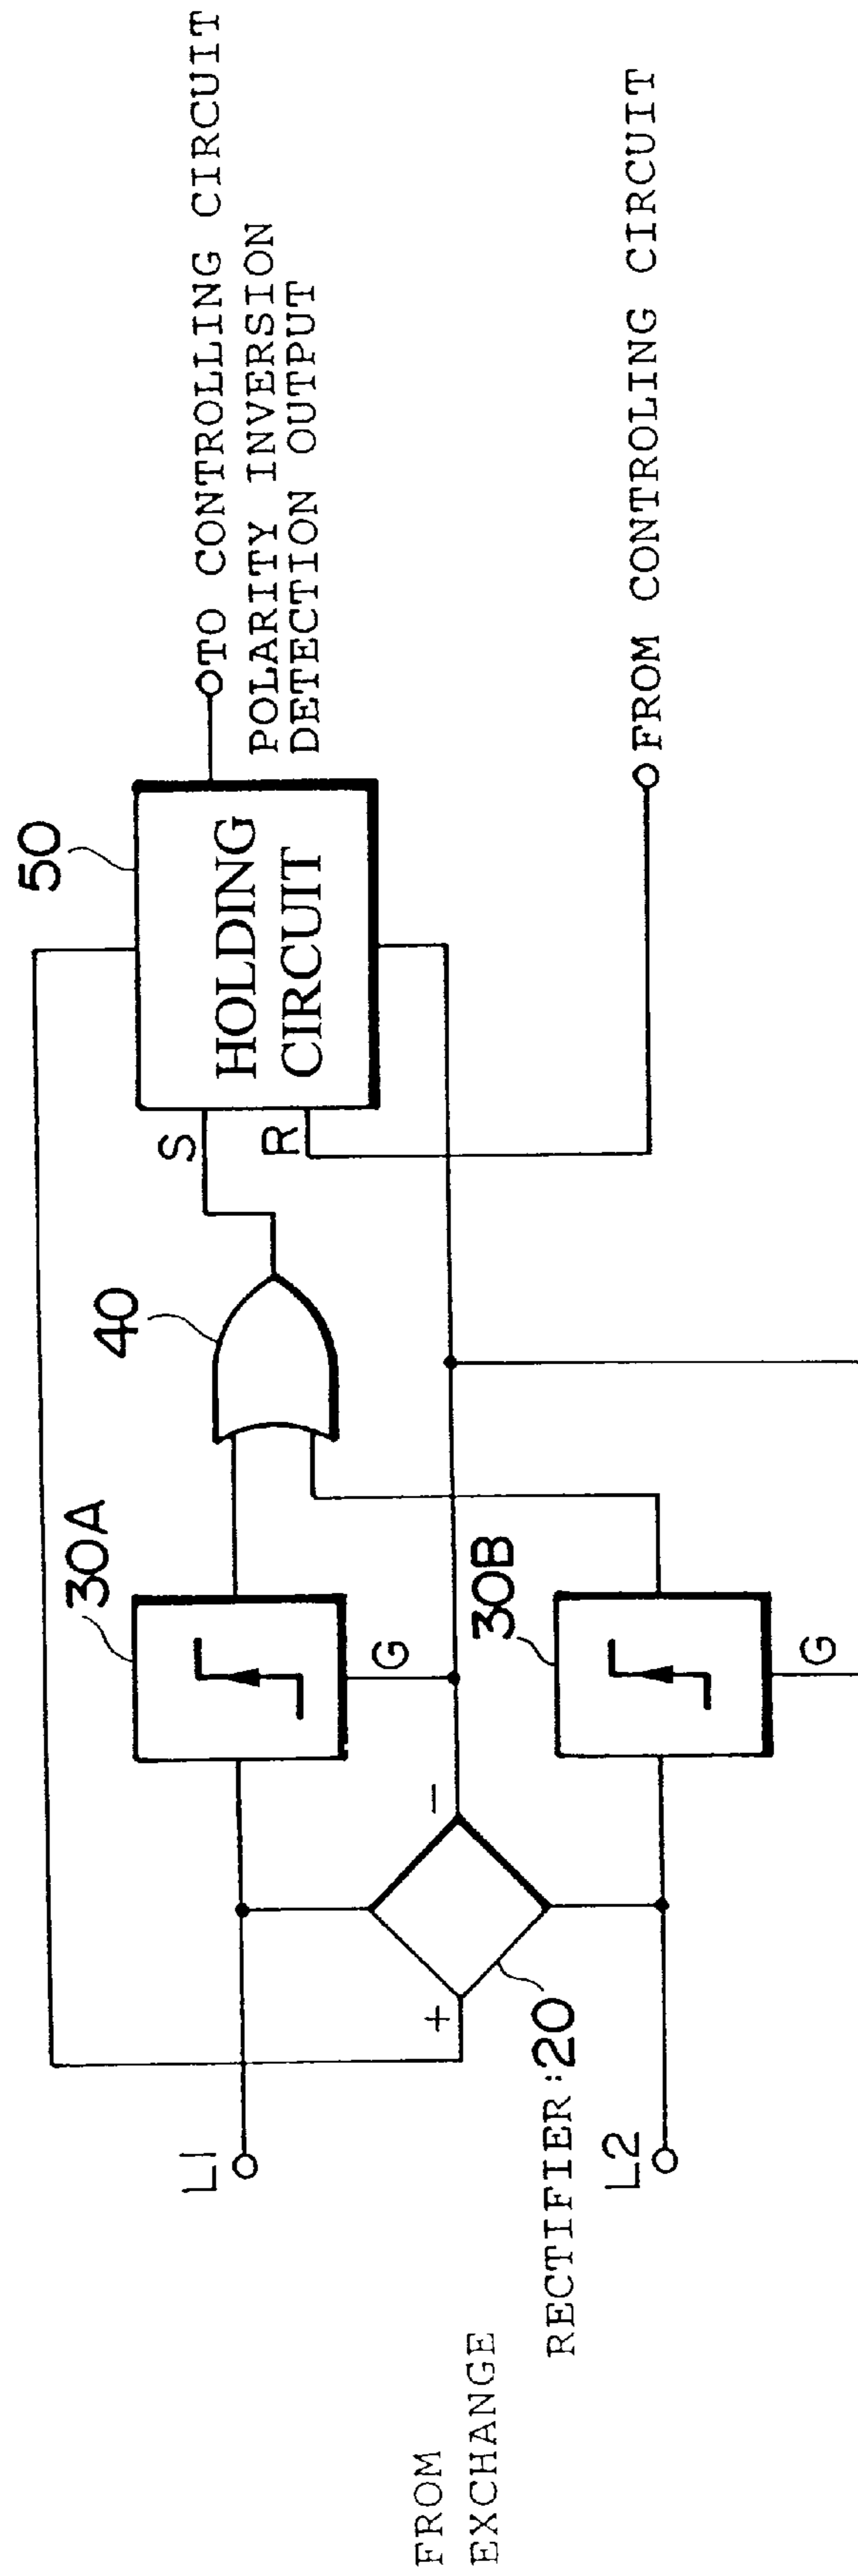 50
TO CONTROLLING CIRCUIT
POLARITY INVERSION
DETECTION OUTPUT
HOLDING
CIRCUIT
S
R
40
30A
G
FROM CONTROLING CIRCUIT
30B
G
−
+
L1
RECTIFIER:20
L2
FROM
EXCHANGE